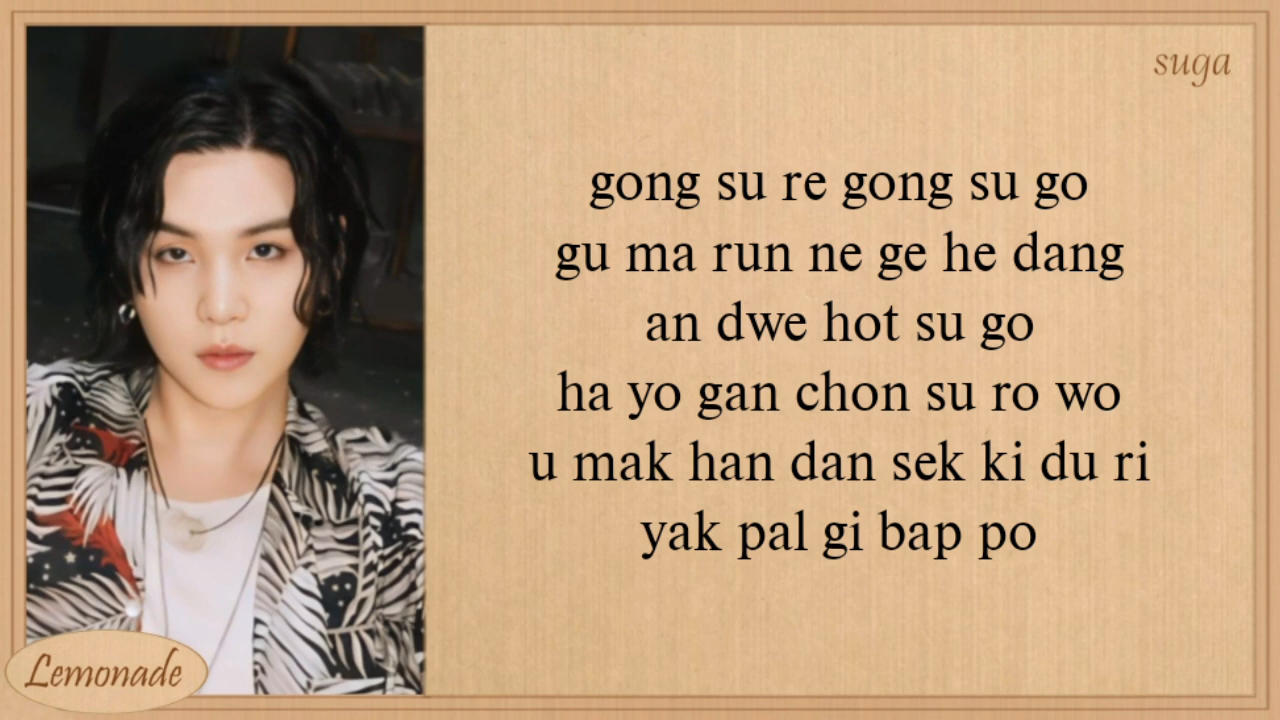 suga
gong su re gong su go
gu ma run ne ge he dang
an dwe hot su go
ha yo gan chon su ro wo
u mak han dan sek ki du ri
yak pal gi bap po
Lemonade